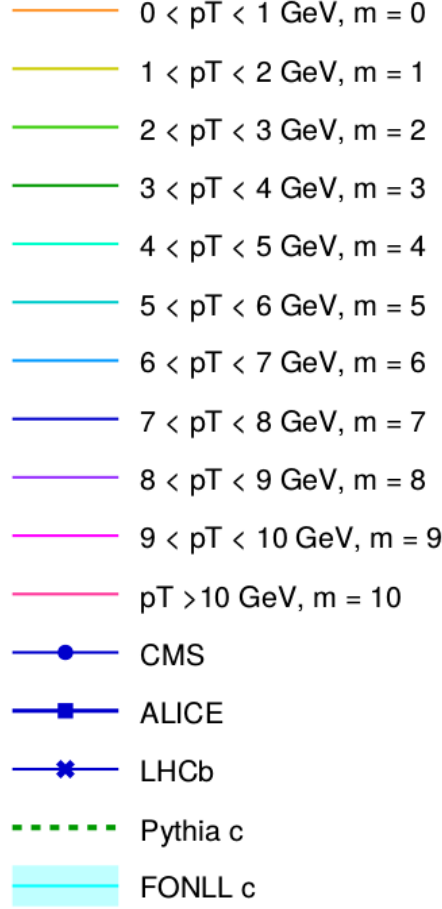 0 < pT < 1 GeV, m = 0
1 < pT < 2 GeV, m = 1
2 < pT < 3 GeV, m = 2
3 < pT < 4 GeV, m = 3
4 < pT < 5 GeV, m = 4
5 < pT < 6 GeV, m = 5
6 < pT < 7 GeV, m = 6
7 < pT < 8 GeV, m = 7
8 < pT < 9 GeV, m = 8
9 < pT < 10 GeV, m = 9
pT >10 GeV, m = 10
CMS
ALICE
LHCb
Pythia c
FONLL c